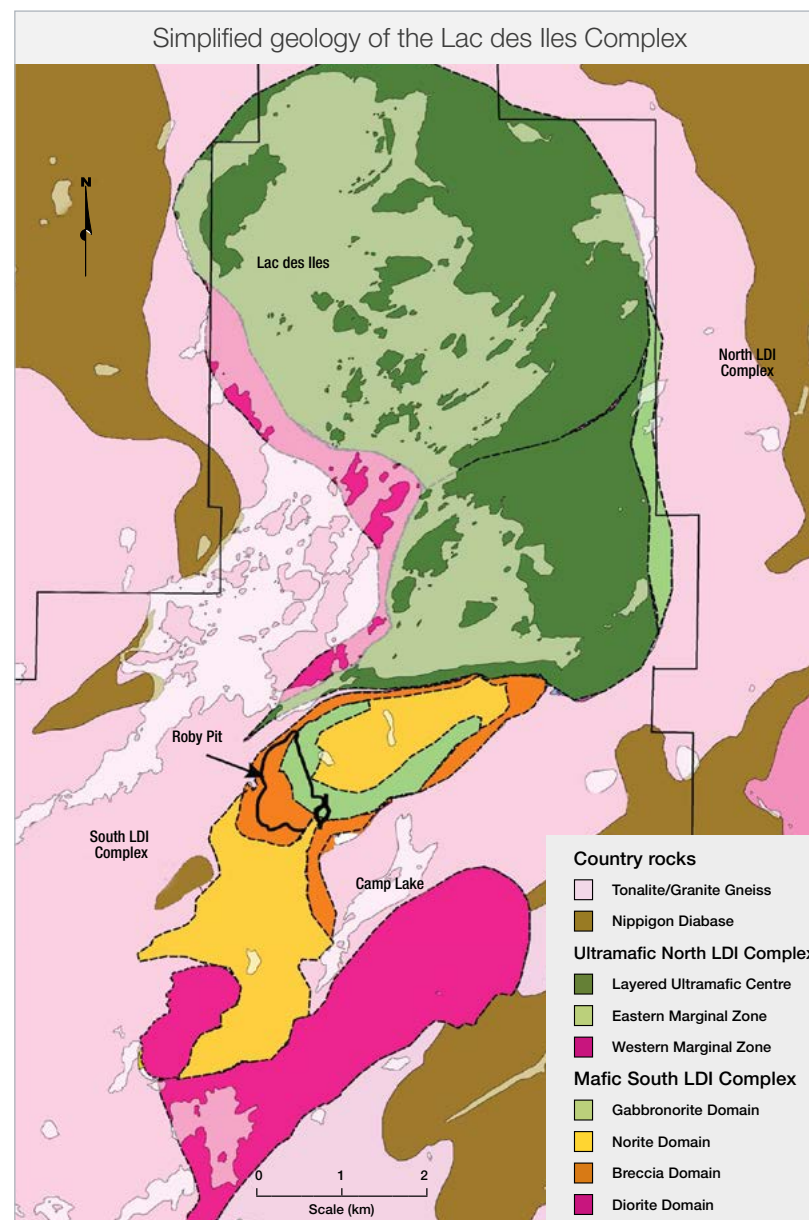 Simplified geology of the Lac des Iles Complex
N
Lac des Iles
North LDI
Complex
Roby Pit
South LDI
Complex
Camp Lake
Country rocks
Tonalite/Granite Gneiss
Nippigon Diabase
Ultramafic North LDI Complex
Layered Ultramafic Centre
Eastern Marginal Zone
Western Marginal Zone
Mafic South LDI Complex
Gabbronorite Domain
Norite Domain
Breccia Domain
Diorite Domain
0 1 2
Scale (km)